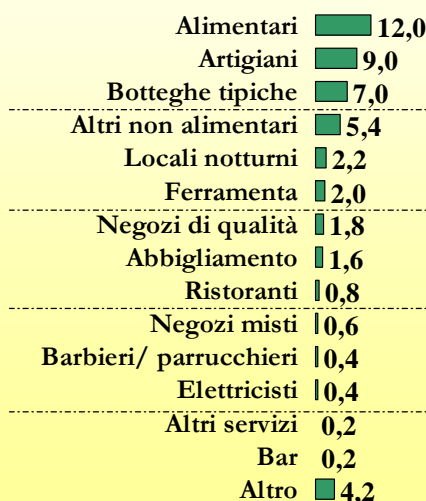 Alimentari 12,0
Artigiani 9,0
Botteghe tipiche 7,0
Altri non alimentari 5,4
Locali notturni 2,2
Ferramenta 2,0
Negozi di qualità 1,8
Abbigliamento 1,6
Ristoranti 0,8
Negozi misti 0,6
Barbieri/ parrucchieri 0,4
Elettricisti 0,4
Altri servizi 0,2
Bar 0,2
Altro 4,2